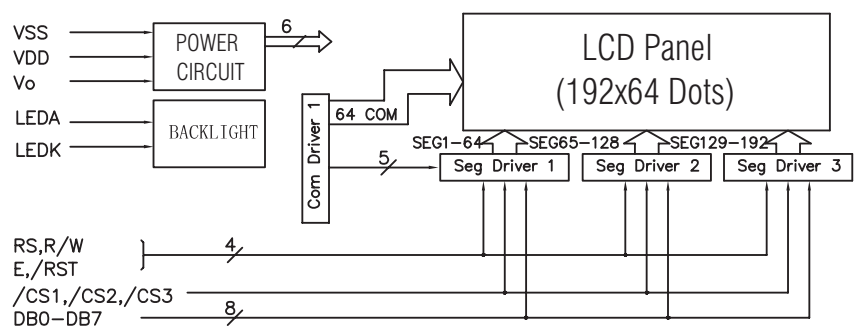 VSS
VDD
Vo
POWER
CIRCUIT
6
LEDA
LEDK
BACKLIGHT
Com Driver 1
64 COM
5
LCD Panel
(192x64 Dots)
SEG1-64
SEG65-128
SEG129-192
Seg Driver 1
Seg Driver 2
Seg Driver 3
RS,R/W
E,/RST
4
/CS1,/CS2,/CS3
DB0-DB7
8